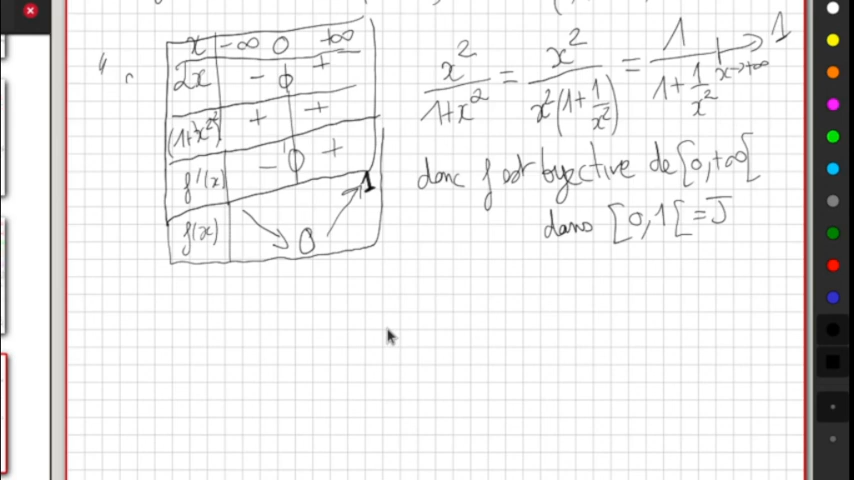 x -∞ 0 +∞
2x - 0 +
(1+x²)² + +
f'(x) - 0 +
f(x) 0 1
x²/(1+x²) = x²/(x²(1+1/x²)) = 1/(1+1/x²) ⟼ 1
x→+∞
donc f est bijective de [0,+∞[
dans [0,1[ = J